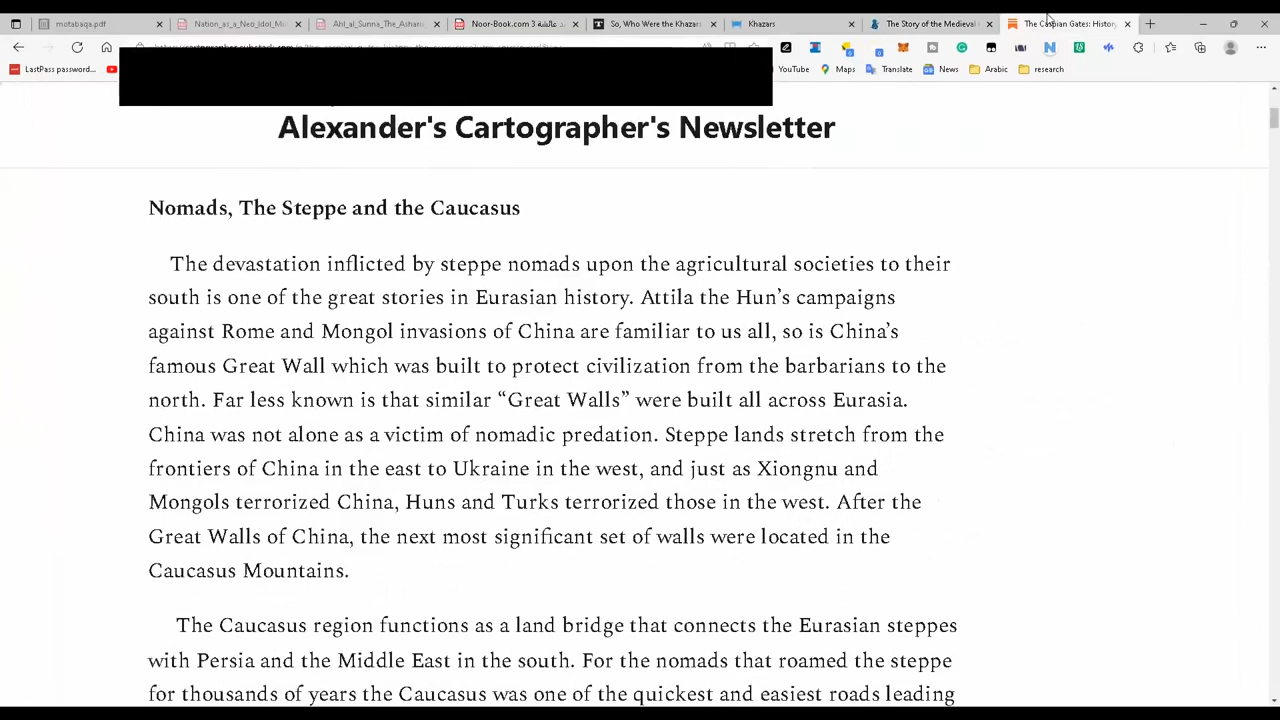 motabaqa.pdf
Nation_as_a_Neo_Idol_Mu
Ahl_al_Sunna_The_Ashari
Noor-Book.com 3
So, Who Were the Khazar
Khazars
The Story of the Medieval
The Caspian Gates: History
LastPass password...
YouTube
Maps
Translate
News
Arabic
research
Alexander's Cartographer's Newsletter
Nomads, The Steppe and the Caucasus
The devastation inflicted by steppe nomads upon the agricultural societies to their
south is one of the great stories in Eurasian history. Attila the Hun’s campaigns
against Rome and Mongol invasions of China are familiar to us all, so is China’s
famous Great Wall which was built to protect civilization from the barbarians to the
north. Far less known is that similar “Great Walls” were built all across Eurasia.
China was not alone as a victim of nomadic predation. Steppe lands stretch from the
frontiers of China in the east to Ukraine in the west, and just as Xiongnu and
Mongols terrorized China, Huns and Turks terrorized those in the west. After the
Great Walls of China, the next most significant set of walls were located in the
Caucasus Mountains.
The Caucasus region functions as a land bridge that connects the Eurasian steppes
with Persia and the Middle East in the south. For the nomads that roamed the steppe
for thousands of years the Caucasus was one of the quickest and easiest roads leading